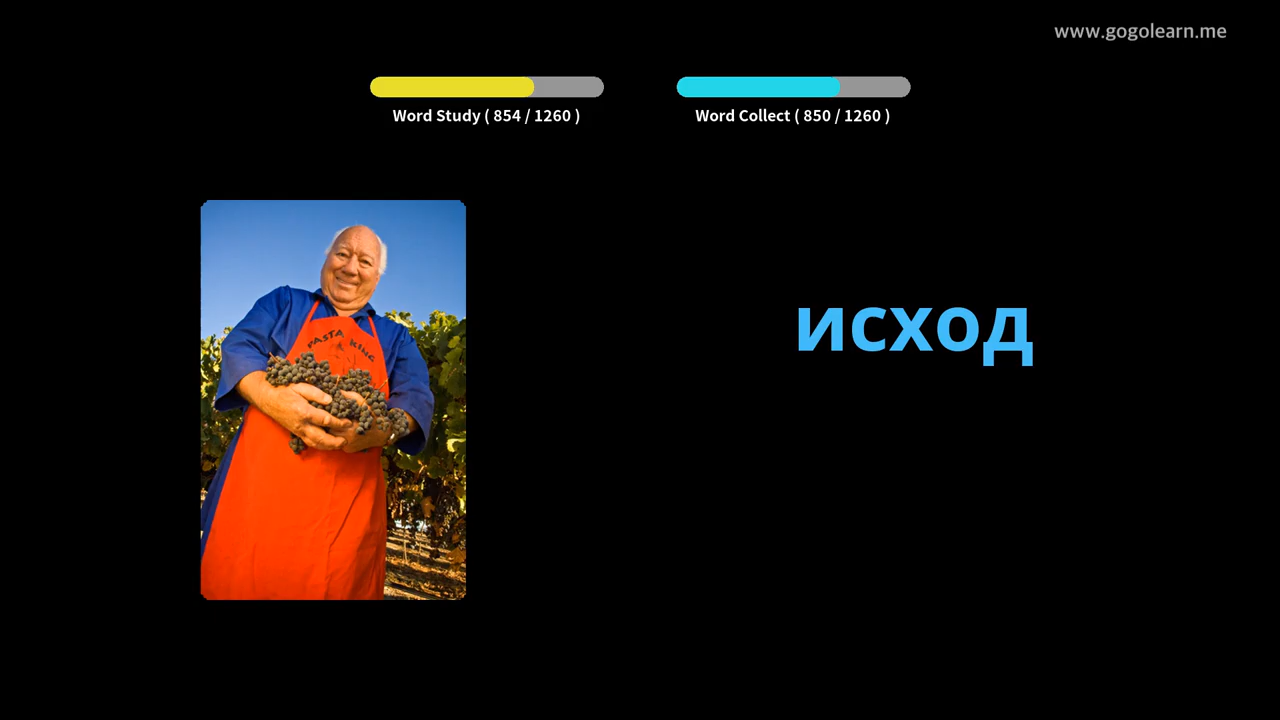 www.gogolearn.me
Word Study ( 854 / 1260 )
Word Collect ( 850 / 1260 )
PASTA KING
исход